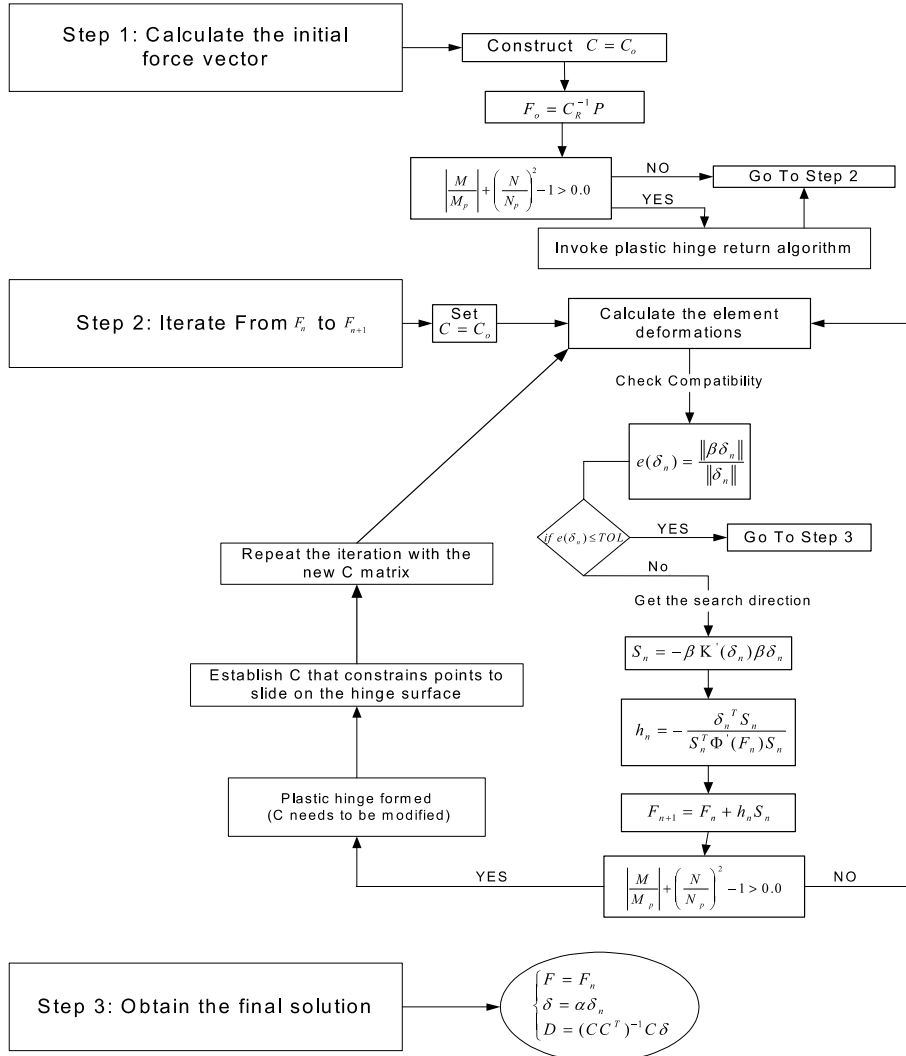 Step 1: Calculate the initial
force vector
Construct C = C_o
F_o = C_R^{-1} P
|M/M_p| + (N/N_p)^2 − 1 > 0.0
NO
Go To Step 2
YES
Invoke plastic hinge return algorithm
Step 2: Iterate From F_n to F_{n+1}
Set
C = C_o
Calculate the element
deformations
Check Compatibility
e(δ_n) = ‖βδ_n‖ / ‖δ_n‖
if e(δ_n) ≤ TOL
YES
Go To Step 3
No
Get the search direction
S_n = −β K'(δ_n)βδ_n
h_n = − δ_n^T S_n / S_n^T Φ'(F_n)S_n
F_{n+1} = F_n + h_n S_n
|M/M_p| + (N/N_p)^2 − 1 > 0.0
NO
YES
Plastic hinge formed
(C needs to be modified)
Establish C that constrains points to
slide on the hinge surface
Repeat the iteration with the
new C matrix
Step 3: Obtain the final solution
F = F_n
δ = αδ_n
D = (CC^T)^{-1} C δ